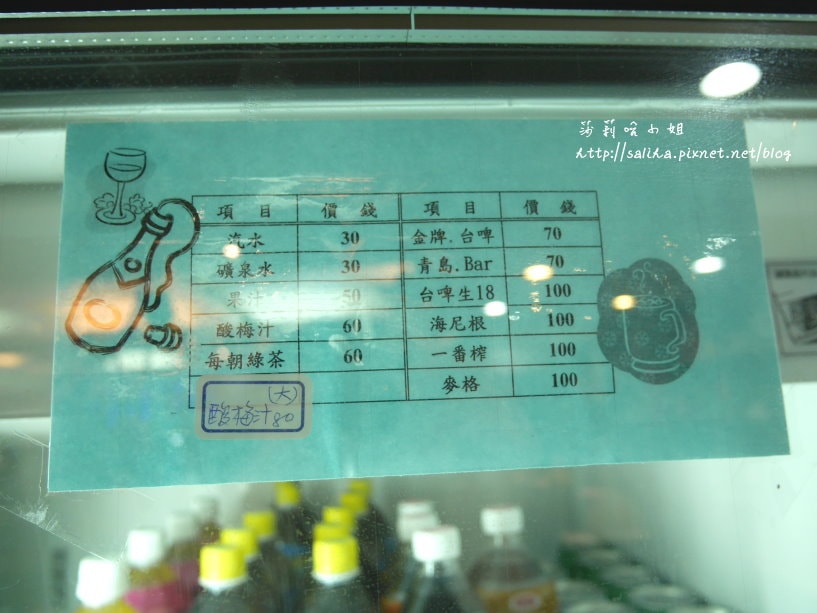 莎莉哈小姐
http://saliha.pixnet.net/blog
項 目 價 錢 項 目 價 錢
汽水 30 金牌.台啤 70
礦泉水 30 青島.Bar 70
果汁 50 台啤生18 100
酸梅汁 60 海尼根 100
每朝綠茶 60 一番榨 100
麥格 100
(大)
酸梅汁80